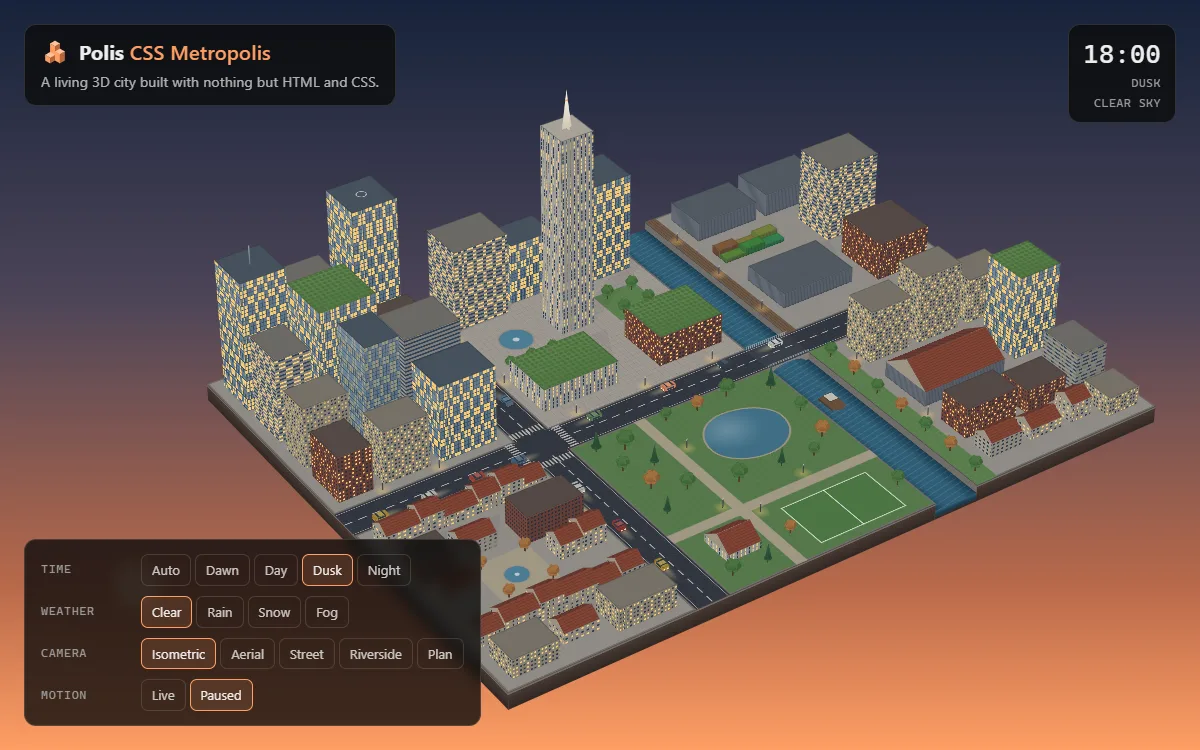 Polis CSS Metropolis
A living 3D city built with nothing but HTML and CSS.
18:00
DUSK
CLEAR SKY
TIME Auto Dawn Day Dusk Night
WEATHER Clear Rain Snow Fog
CAMERA Isometric Aerial Street Riverside Plan
MOTION Live Paused